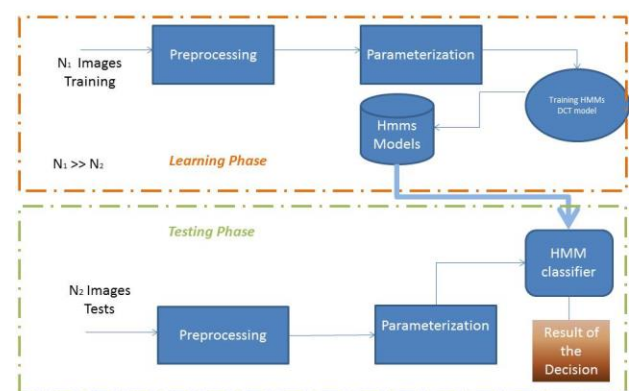 Preprocessing
Parameterization
N₁ Images
Training
Training HMMs
DCT model
Hmms
Models
N₁ >> N₂
Learning Phase
Testing Phase
HMM
classifier
N₂ Images
Tests
Preprocessing
Parameterization
Result of
the
Decision